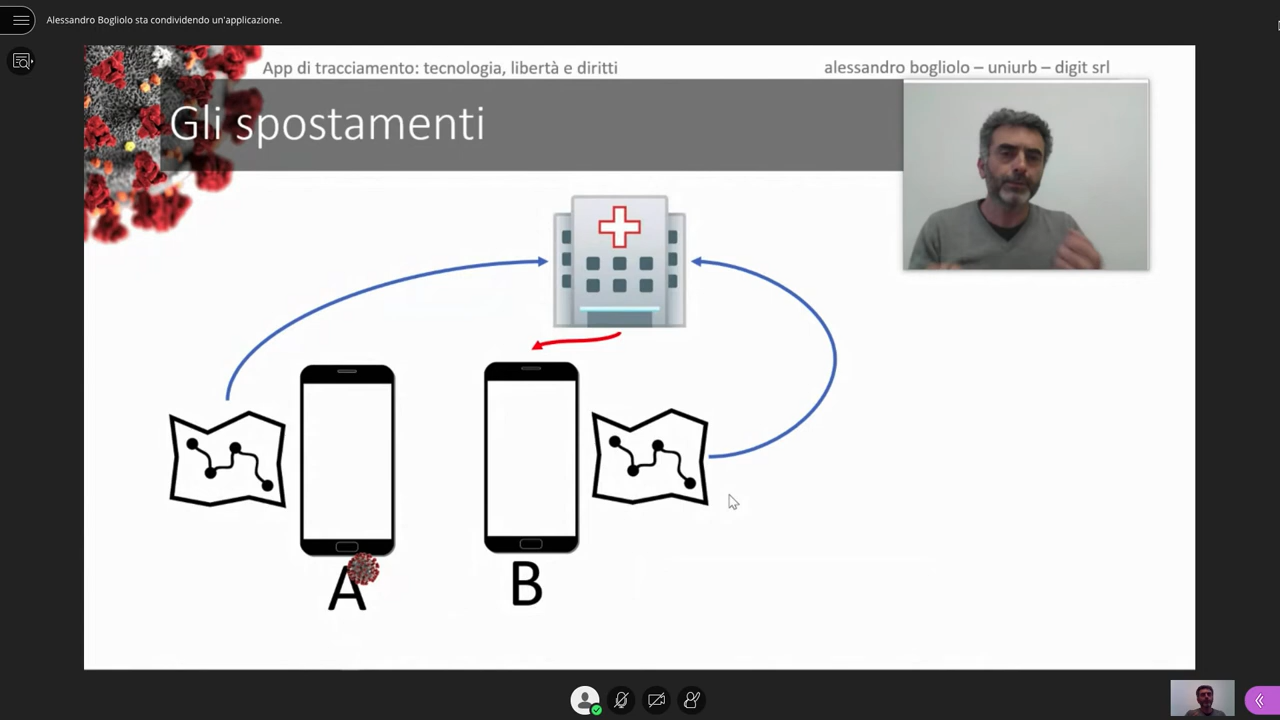 Alessandro Bogliolo sta condividendo un'applicazione.
App di tracciamento: tecnologia, libertà e diritti
alessandro bogliolo – uniurb – digit srl
Gli spostamenti
A
B